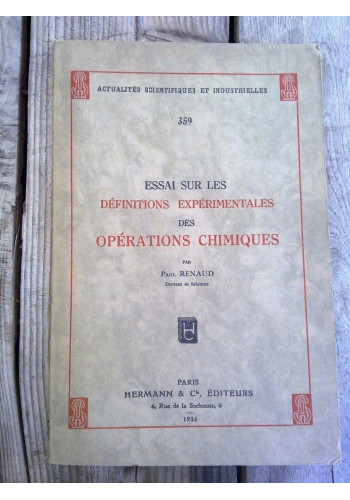 ACTUALITÉS SCIENTIFIQUES ET INDUSTRIELLES
359
ESSAI SUR LES
DÉFINITIONS EXPÉRIMENTALES
DES
OPÉRATIONS CHIMIQUES
PAR
PAUL RENAUD
Docteur ès Sciences
HC
PARIS
HERMANN & Cie, ÉDITEURS
6, Rue de la Sorbonne, 6
1936